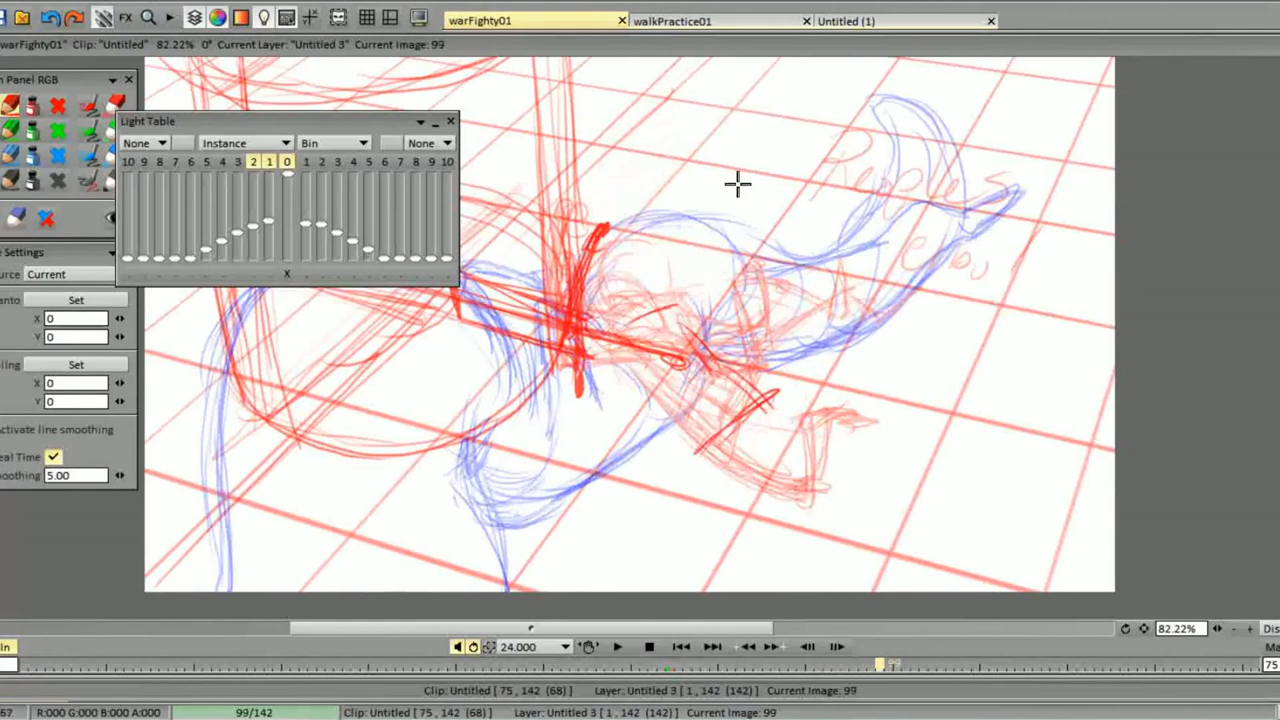 FX
warFighty01
walkPractice01
Untitled (1)
warFighty01" Clip: "Untitled" 82.22% 0° Current Layer: "Untitled 3" Current Image: 99
Panel RGB
Light Table
None Instance Bin None
10 9 8 7 6 5 4 3 2 1 0 1 2 3 4 5 6 7 8 9 10
X
Settings
Current
Set
X 0
Y 0
Set
X 0
Y 0
ctivate line smoothing
eal Time
oothing 5.00
24.000
82.22%
75
Clip: Untitled [ 75 , 142 (68) ] Layer: Untitled 3 [ 1 , 142 (142) ] Current Image: 99
R:000 G:000 B:000 A:000
99/142
Clip: Untitled [ 75 , 142 (68) ] Layer: Untitled 3 [ 1 , 142 (142) ] Current Image: 99